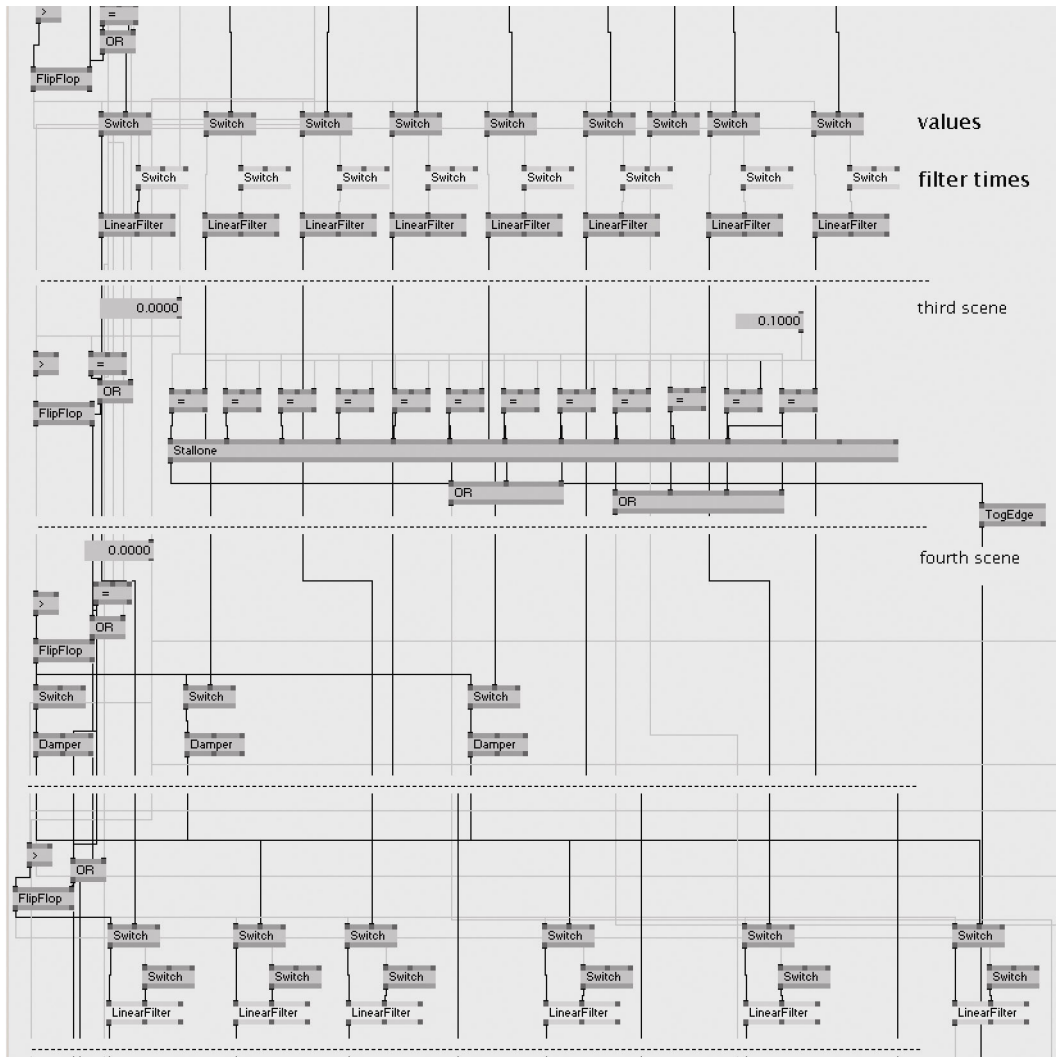 > =
OR
FlipFlop
Switch Switch Switch Switch Switch Switch Switch Switch Switch values
Switch Switch Switch Switch Switch Switch Switch Switch filter times
LinearFilter LinearFilter LinearFilter LinearFilter LinearFilter LinearFilter LinearFilter LinearFilter
0.0000 third scene
0.1000
> =
OR
= = = = = = = = = = = =
FlipFlop
Stallone
OR OR
TogEdge
0.0000 fourth scene
> =
OR
FlipFlop
Switch Switch Switch
Damper Damper Damper
>
OR
FlipFlop
Switch Switch Switch Switch Switch Switch
Switch Switch Switch Switch Switch Switch
LinearFilter LinearFilter LinearFilter LinearFilter LinearFilter LinearFilter